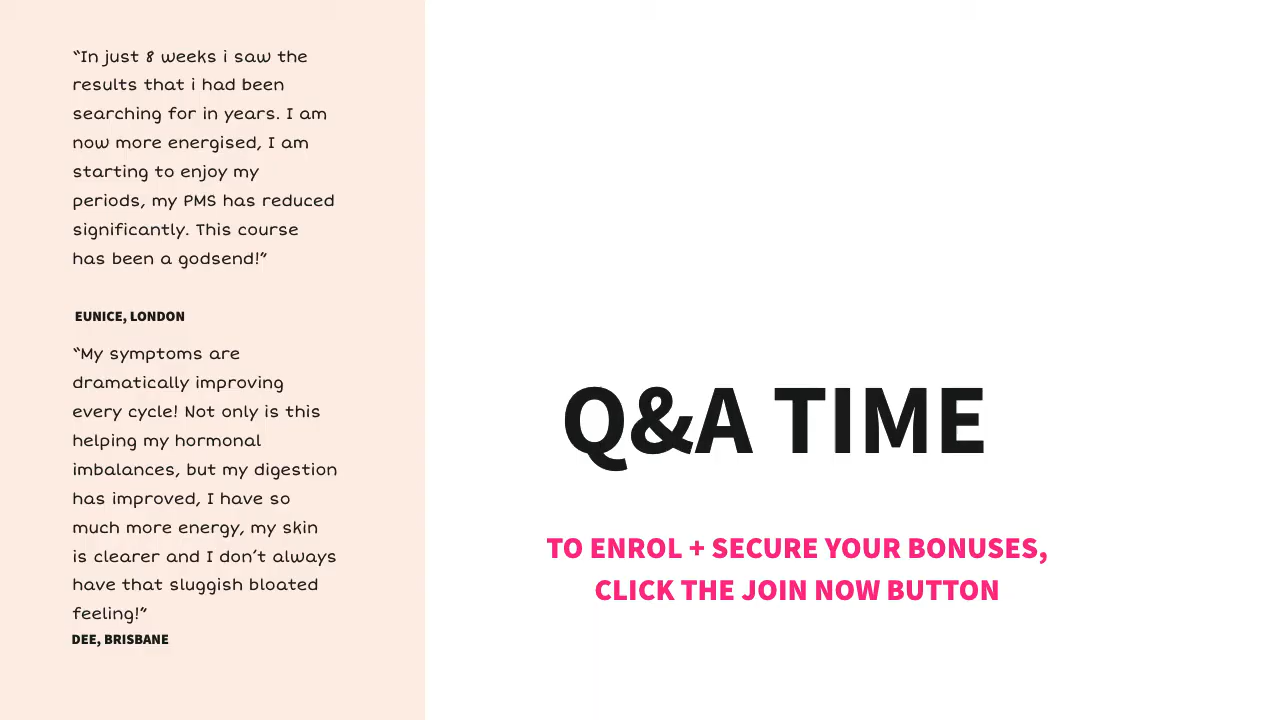 “In just 8 weeks i saw the
results that i had been
searching for in years. I am
now more energised, I am
starting to enjoy my
periods, my PMS has reduced
significantly. This course
has been a godsend!”
EUNICE, LONDON
“My symptoms are
dramatically improving
every cycle! Not only is this
helping my hormonal
imbalances, but my digestion
has improved, I have so
much more energy, my skin
is clearer and I don’t always
have that sluggish bloated
feeling!”
DEE, BRISBANE
Q&A TIME
TO ENROL + SECURE YOUR BONUSES,
CLICK THE JOIN NOW BUTTON